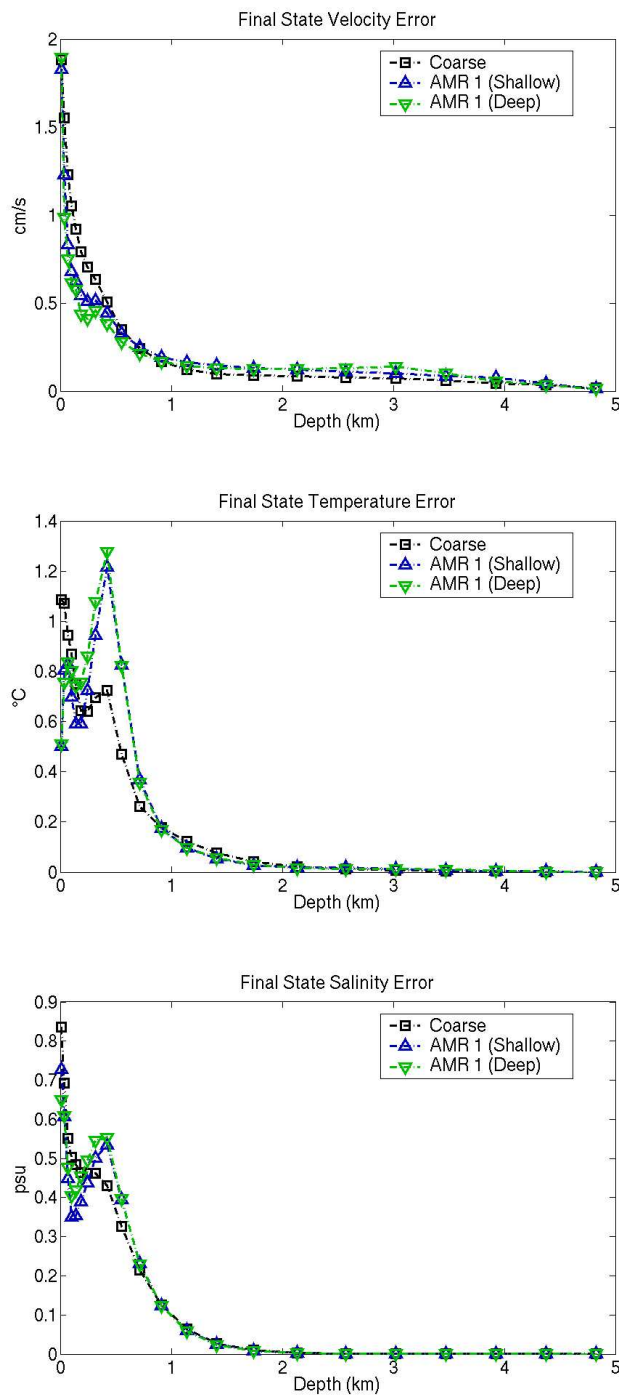 Final State Velocity Error
2
1.5
1
0.5
0
cm/s
Coarse
AMR 1 (Shallow)
AMR 1 (Deep)
0 1 2 3 4 5
Depth (km)
Final State Temperature Error
1.4
1.2
1
0.8
0.6
0.4
0.2
0
°C
Coarse
AMR 1 (Shallow)
AMR 1 (Deep)
0 1 2 3 4 5
Depth (km)
Final State Salinity Error
0.9
0.8
0.7
0.6
0.5
0.4
0.3
0.2
0.1
0
psu
Coarse
AMR 1 (Shallow)
AMR 1 (Deep)
0 1 2 3 4 5
Depth (km)